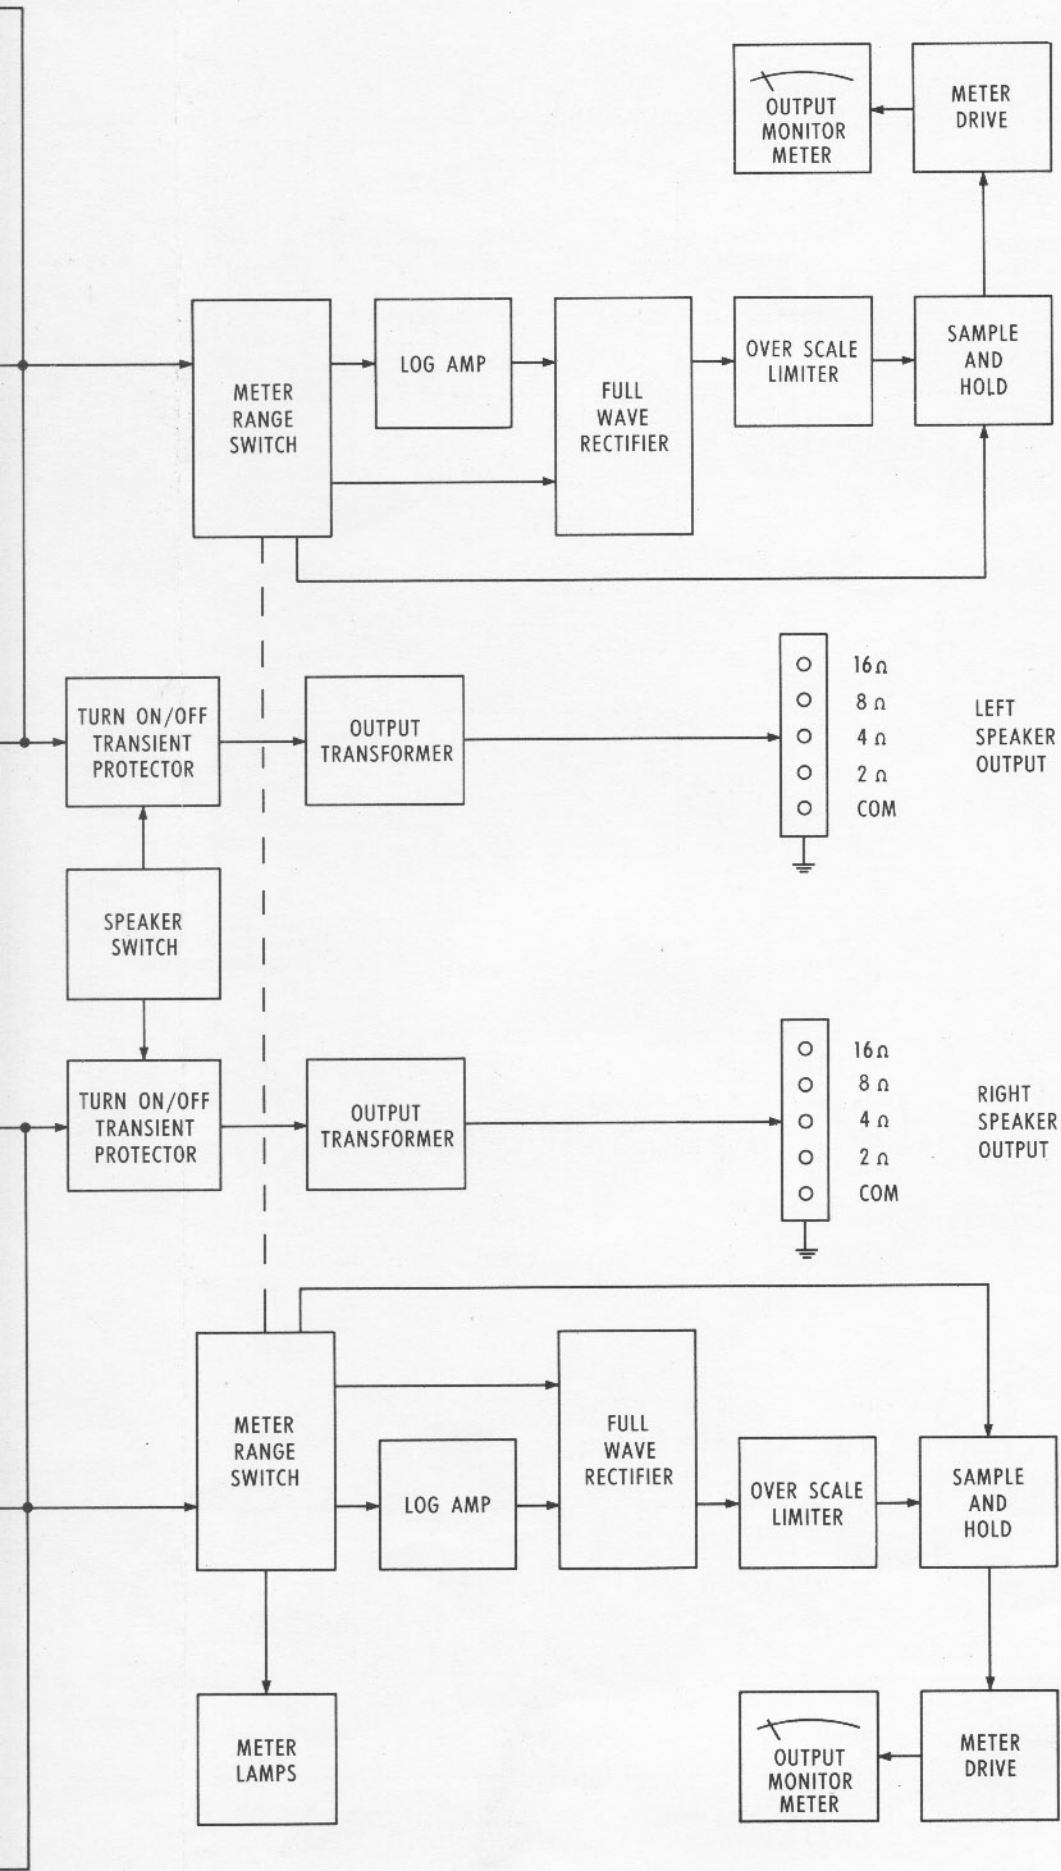 OUTPUT
MONITOR
METER
METER
DRIVE
METER
RANGE
SWITCH
LOG AMP
FULL
WAVE
RECTIFIER
OVER SCALE
LIMITER
SAMPLE
AND
HOLD
TURN ON/OFF
TRANSIENT
PROTECTOR
OUTPUT
TRANSFORMER
16Ω
8Ω
4Ω
2Ω
COM
LEFT
SPEAKER
OUTPUT
SPEAKER
SWITCH
TURN ON/OFF
TRANSIENT
PROTECTOR
OUTPUT
TRANSFORMER
16Ω
8Ω
4Ω
2Ω
COM
RIGHT
SPEAKER
OUTPUT
METER
RANGE
SWITCH
LOG AMP
FULL
WAVE
RECTIFIER
OVER SCALE
LIMITER
SAMPLE
AND
HOLD
METER
LAMPS
OUTPUT
MONITOR
METER
METER
DRIVE